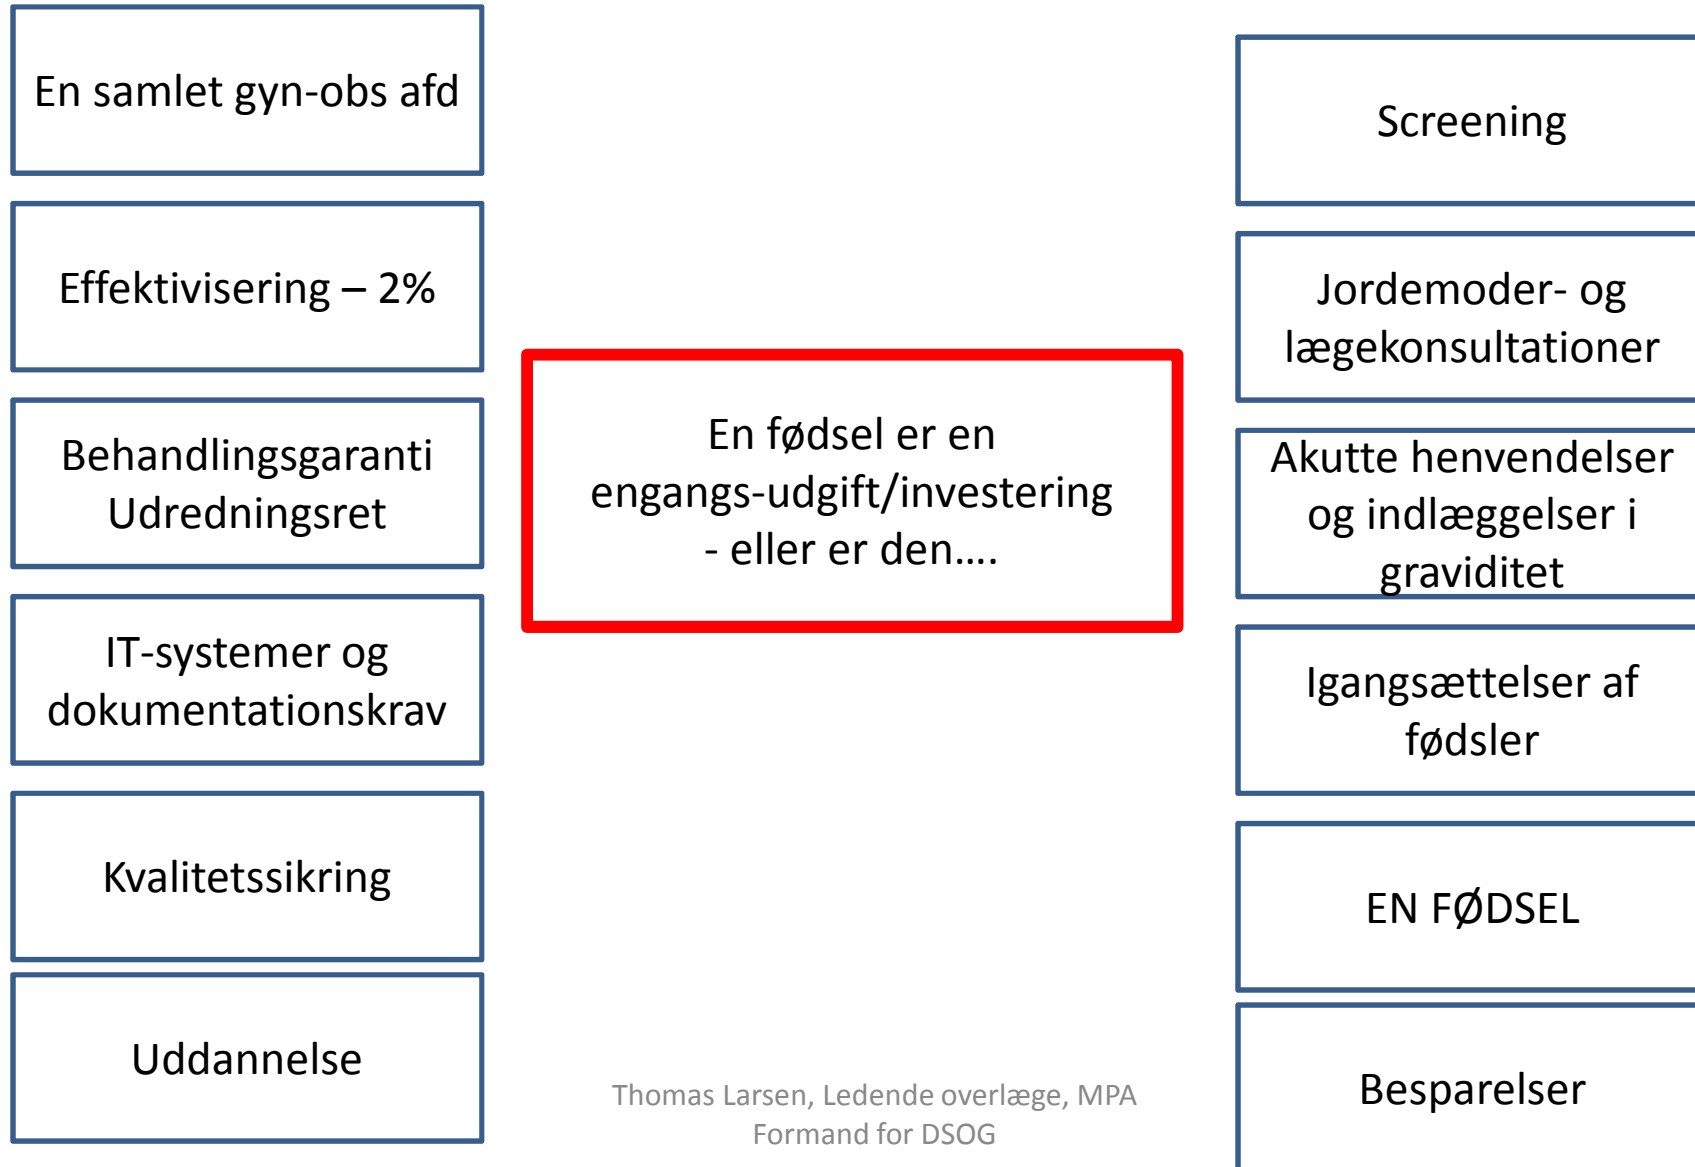 En samlet gyn-obs afd
Effektivisering – 2%
Behandlingsgaranti
Udredningsret
IT-systemer og
dokumentationskrav
Kvalitetssikring
Uddannelse
En fødsel er en
engangs-udgift/investering
- eller er den….
Thomas Larsen, Ledende overlæge, MPA
Formand for DSOG
Screening
Jordemoder- og
lægekonsultationer
Akutte henvendelser
og indlæggelser i
graviditet
Igangsættelser af
fødsler
EN FØDSEL
Besparelser